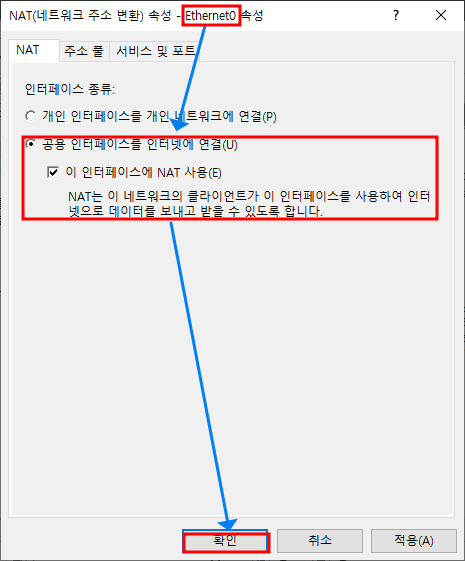 NAT(네트워크 주소 변환) 속성 - Ethernet0 속성
? ×
NAT 주소 풀 서비스 및 포트
인터페이스 종류:
개인 인터페이스를 개인 네트워크에 연결(P)
공용 인터페이스를 인터넷에 연결(U)
이 인터페이스에 NAT 사용(E)
NAT는 이 네트워크의 클라이언트가 이 인터페이스를 사용하여 인터
넷으로 데이터를 보내고 받을 수 있도록 합니다.
확인 취소 적용(A)